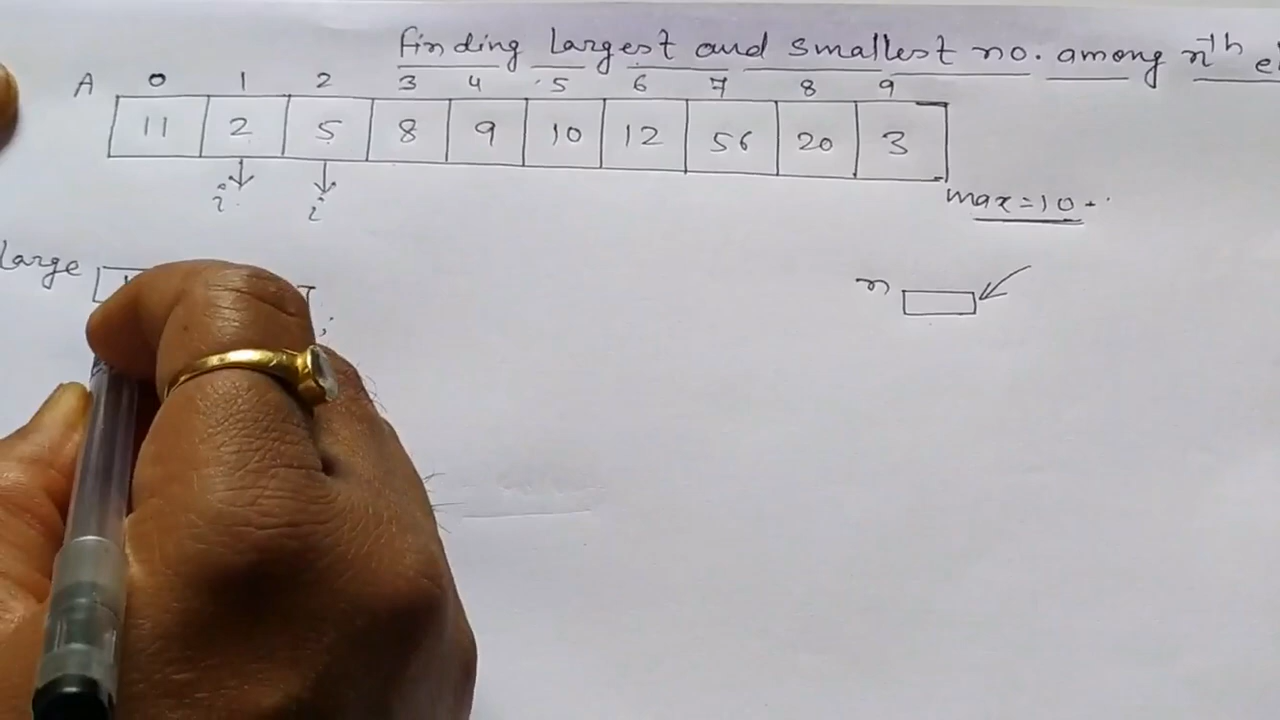 Finding largest and smallest no. among nth
A 0 1 2 3 4 5 6 7 8 9
11 2 5 8 9 10 12 56 20 3
i i
max = 10
large
n
;